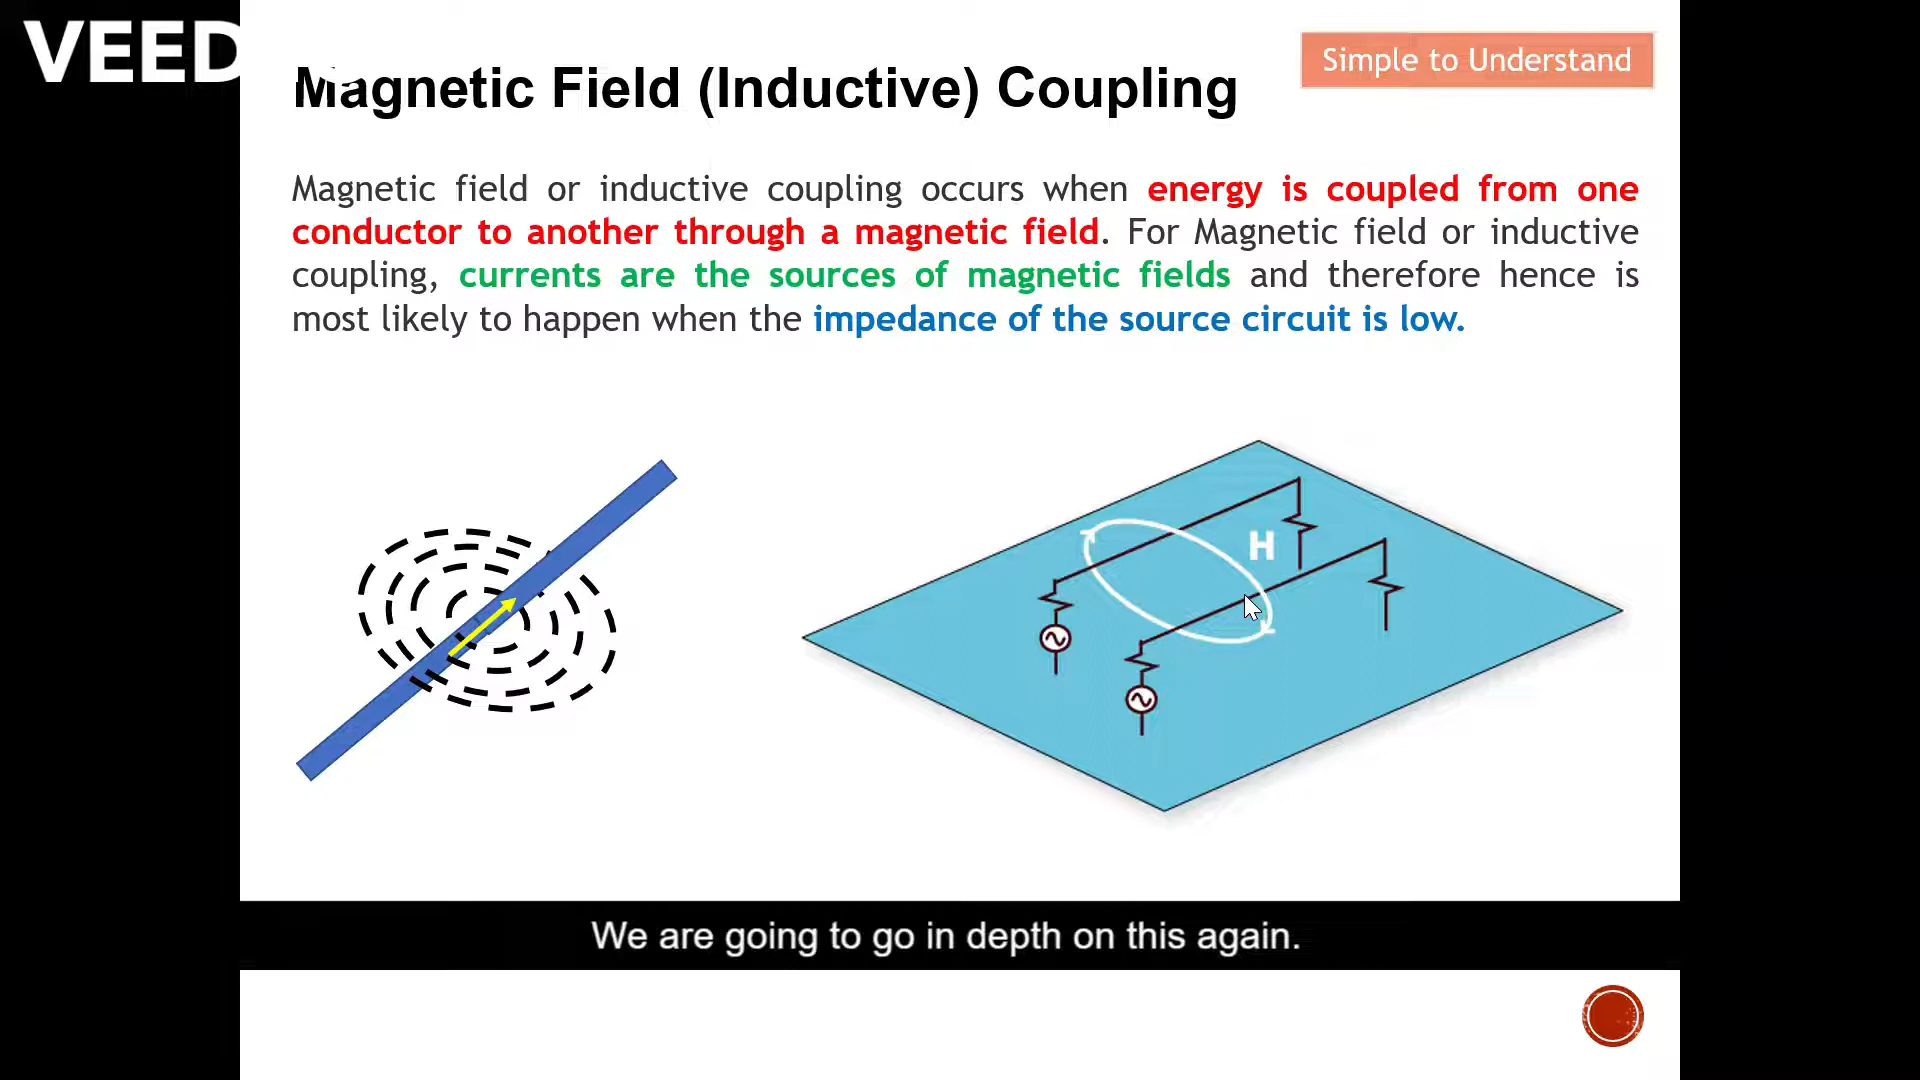 VEED
Simple to Understand
Magnetic Field (Inductive) Coupling
Magnetic field or inductive coupling occurs when energy is coupled from one
conductor to another through a magnetic field. For Magnetic field or inductive
coupling, currents are the sources of magnetic fields and therefore hence is
most likely to happen when the impedance of the source circuit is low.
H
We are going to go in depth on this again.